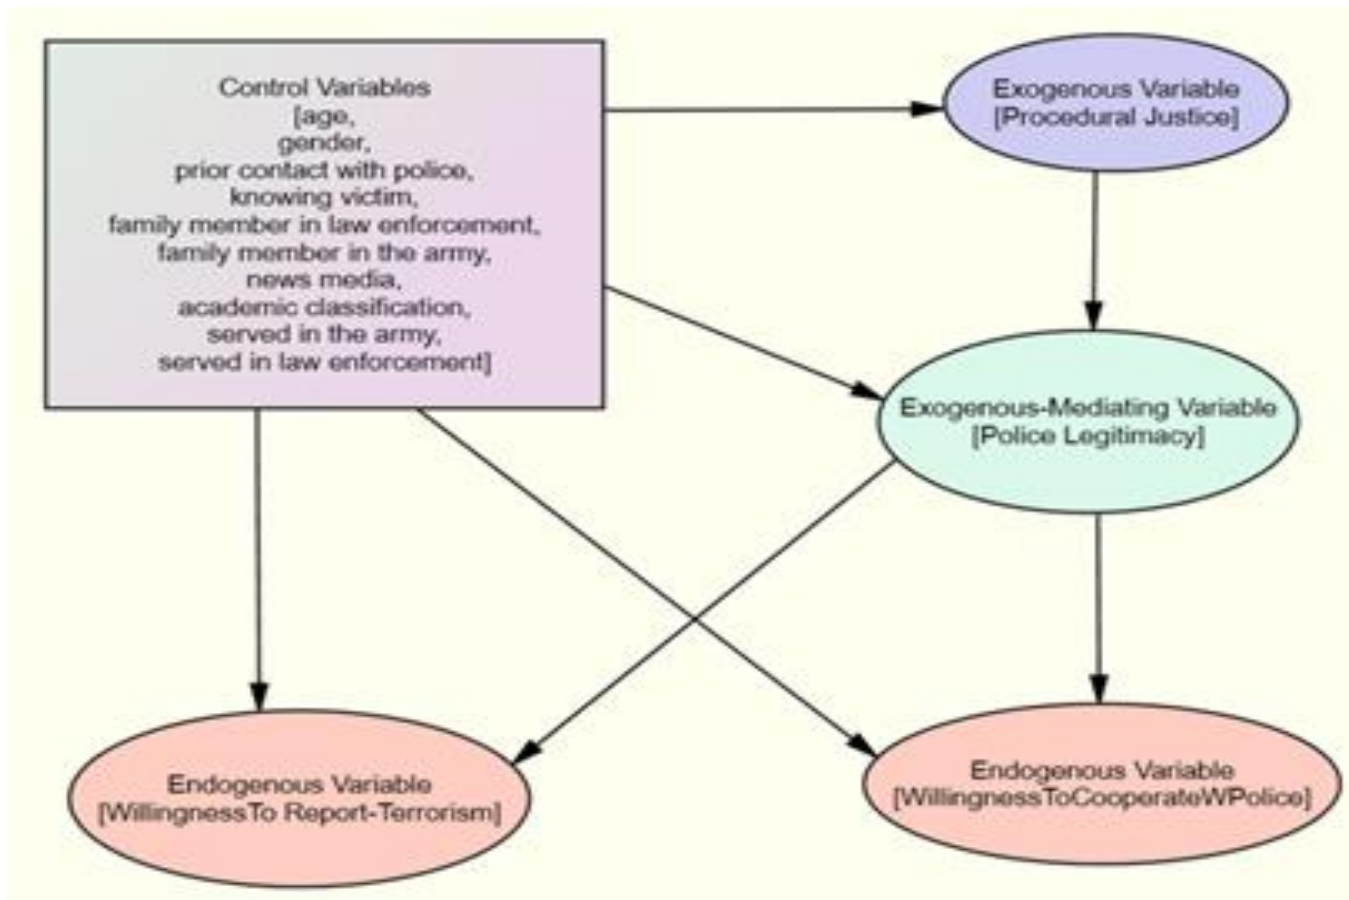 Control Variables
[age,
gender,
prior contact with police,
knowing victim,
family member in law enforcement,
family member in the army,
news media,
academic classification,
served in the army,
served in law enforcement]
Exogenous Variable
[Procedural Justice]
Exogenous-Mediating Variable
[Police Legitimacy]
Endogenous Variable
[WillingnessTo Report-Terrorism]
Endogenous Variable
[WillingnessToCooperateWPolice]